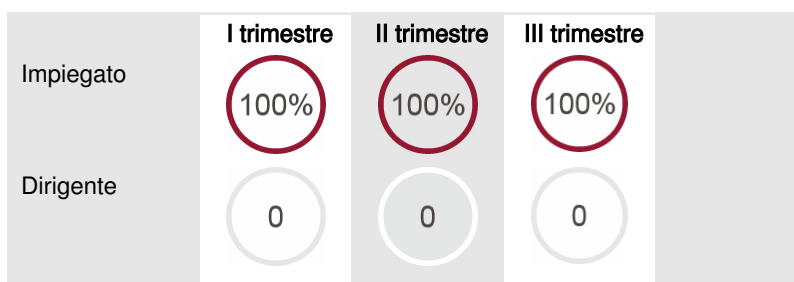 I trimestre II trimestre III trimestre
Impiegato 100% 100% 100%
Dirigente 0 0 0